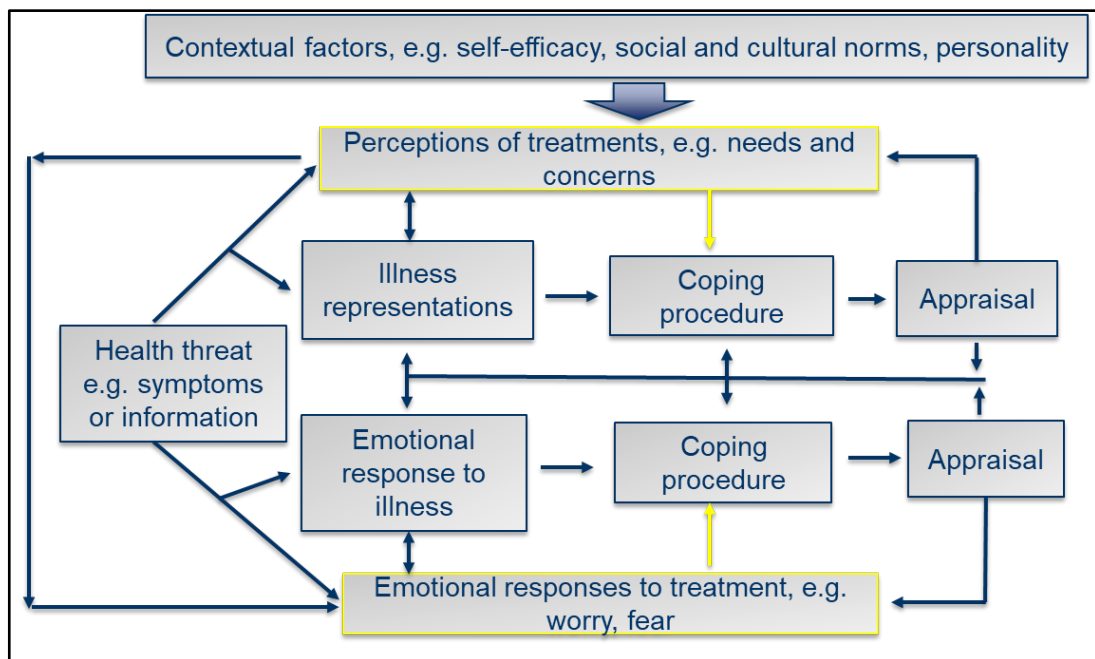 Contextual factors, e.g. self-efficacy, social and cultural norms, personality
Perceptions of treatments, e.g. needs and
concerns
Illness
representations
Coping
procedure
Appraisal
Health threat
e.g. symptoms
or information
Emotional
response to
illness
Coping
procedure
Appraisal
Emotional responses to treatment, e.g.
worry, fear